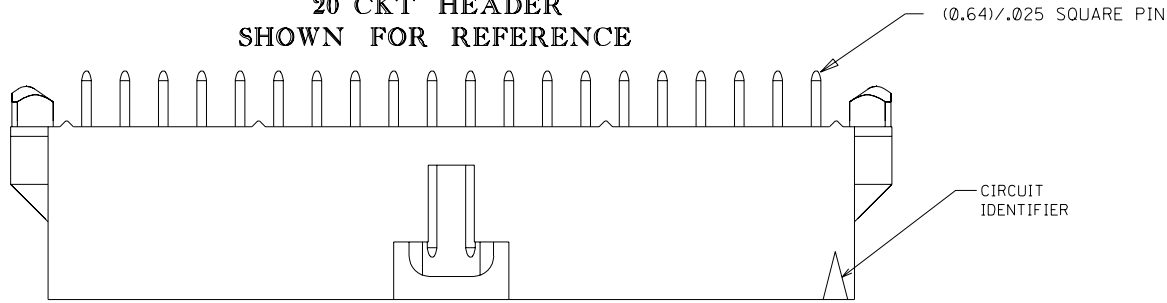 20 CKT HEADER
SHOWN FOR REFERENCE
(0.64)/.025 SQUARE PIN
CIRCUIT
IDENTIFIER